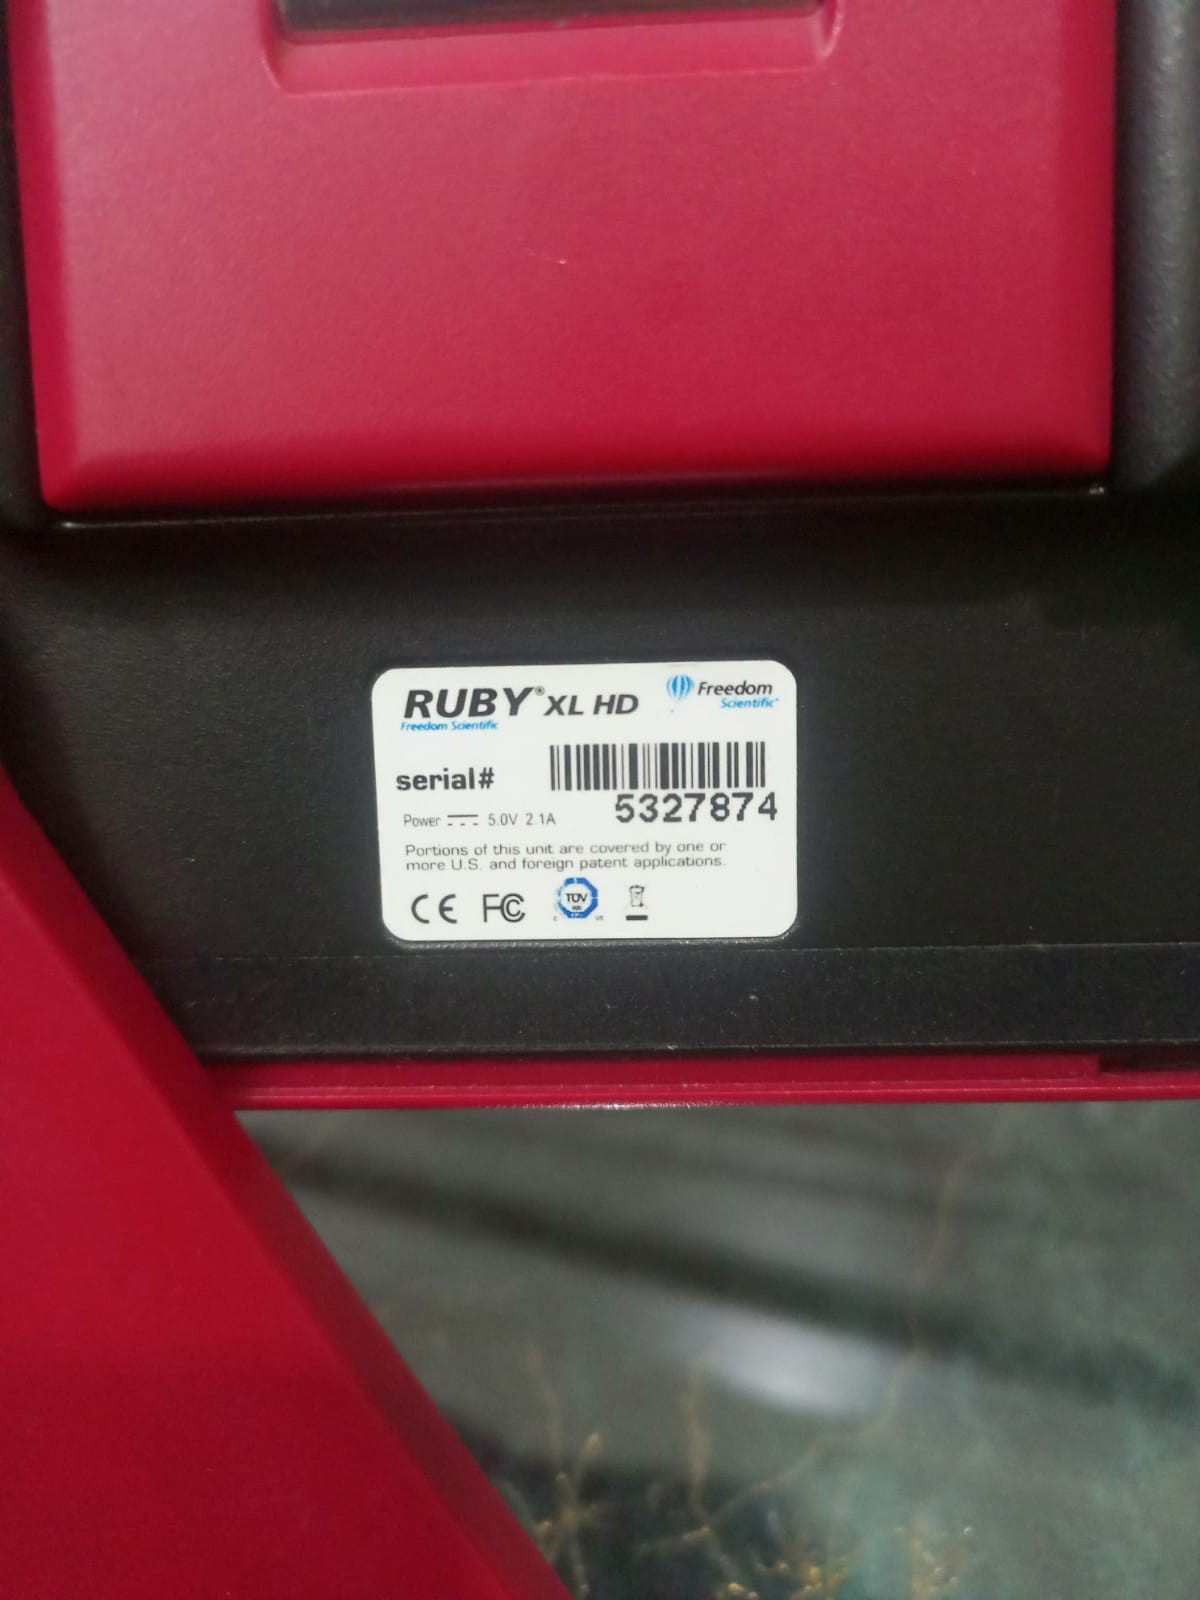 RUBY® XL HD
Freedom Scientific
Freedom
Scientific®
serial#
5327874
Power 5.0V 2.1A
Portions of this unit are covered by one or
more U.S. and foreign patent applications.
CE FC TÜV